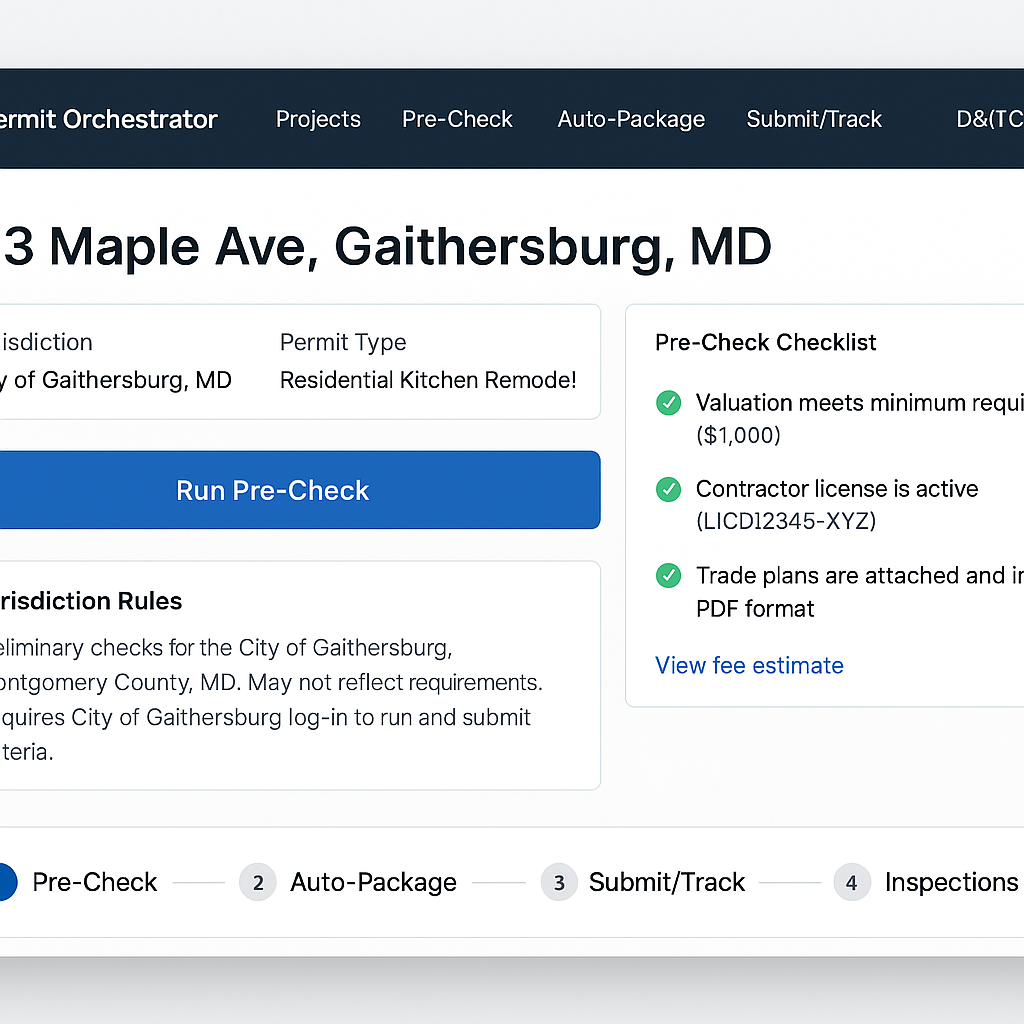 ermit Orchestrator Projects Pre-Check Auto-Package Submit/Track D&(TC
3 Maple Ave, Gaithersburg, MD
isdiction Permit Type
y of Gaithersburg, MD Residential Kitchen Remode!
Run Pre-Check
risdiction Rules
eliminary checks for the City of Gaithersburg,
ontgomery County, MD. May not reflect requirements.
quires City of Gaithersburg log-in to run and submit
teria.
Pre-Check Checklist
Valuation meets minimum requi
($1,000)
Contractor license is active
(LICD12345-XYZ)
Trade plans are attached and in
PDF format
View fee estimate
Pre-Check 2 Auto-Package 3 Submit/Track 4 Inspections